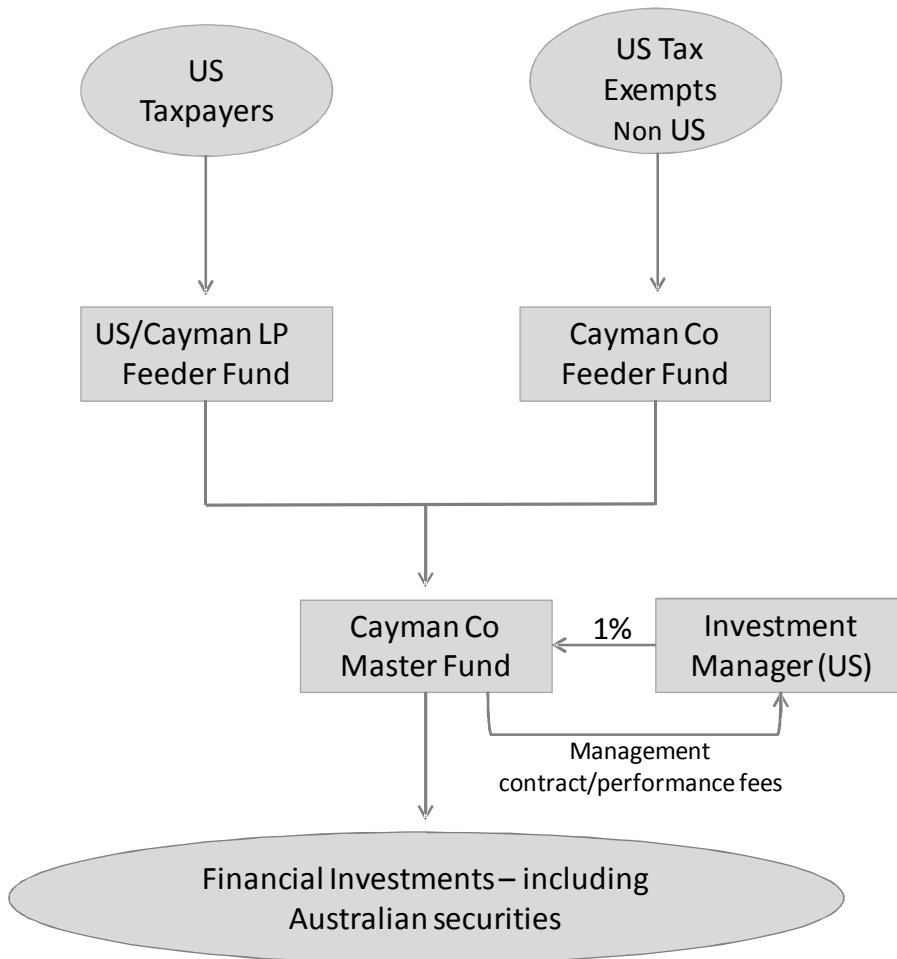 US
Taxpayers
US Tax
Exempts
Non US
US/Cayman LP
Feeder Fund
Cayman Co
Feeder Fund
Cayman Co
Master Fund
1%
Investment
Manager (US)
Management
contract/performance fees
Financial Investments – including
Australian securities